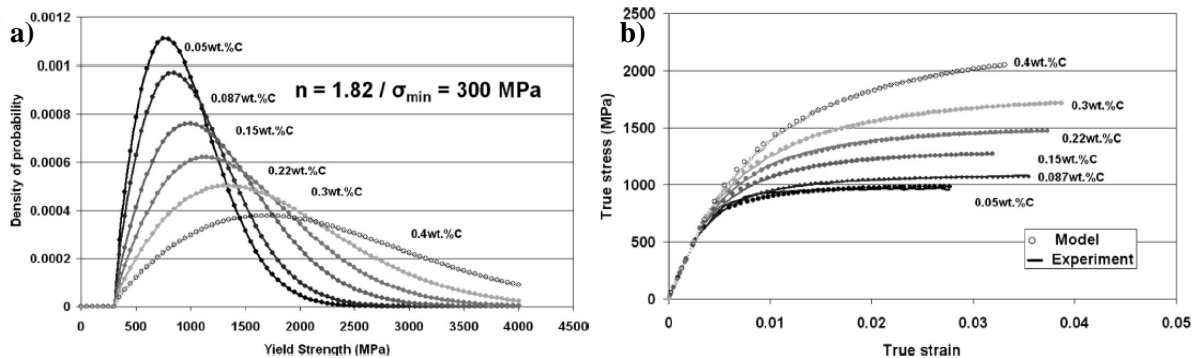 a)
0.0012
0.001
0.0008
0.0006
0.0004
0.0002
0
Density of probability
0.05wt.%C
n = 1.82 / σmin = 300 MPa
0.087wt.%C
0.15wt.%C
0.22wt.%C
0.3wt.%C
0.4wt.%C
0 500 1000 1500 2000 2500 3000 3500 4000 4500
Yield Strength (MPa)
b)
2500
2000
1500
1000
500
0
True stress (MPa)
0.4wt.%C
0.3wt.%C
0.22wt.%C
0.15wt.%C
0.087wt.%C
0.05wt.%C
Model
Experiment
0 0.01 0.02 0.03 0.04 0.05
True strain